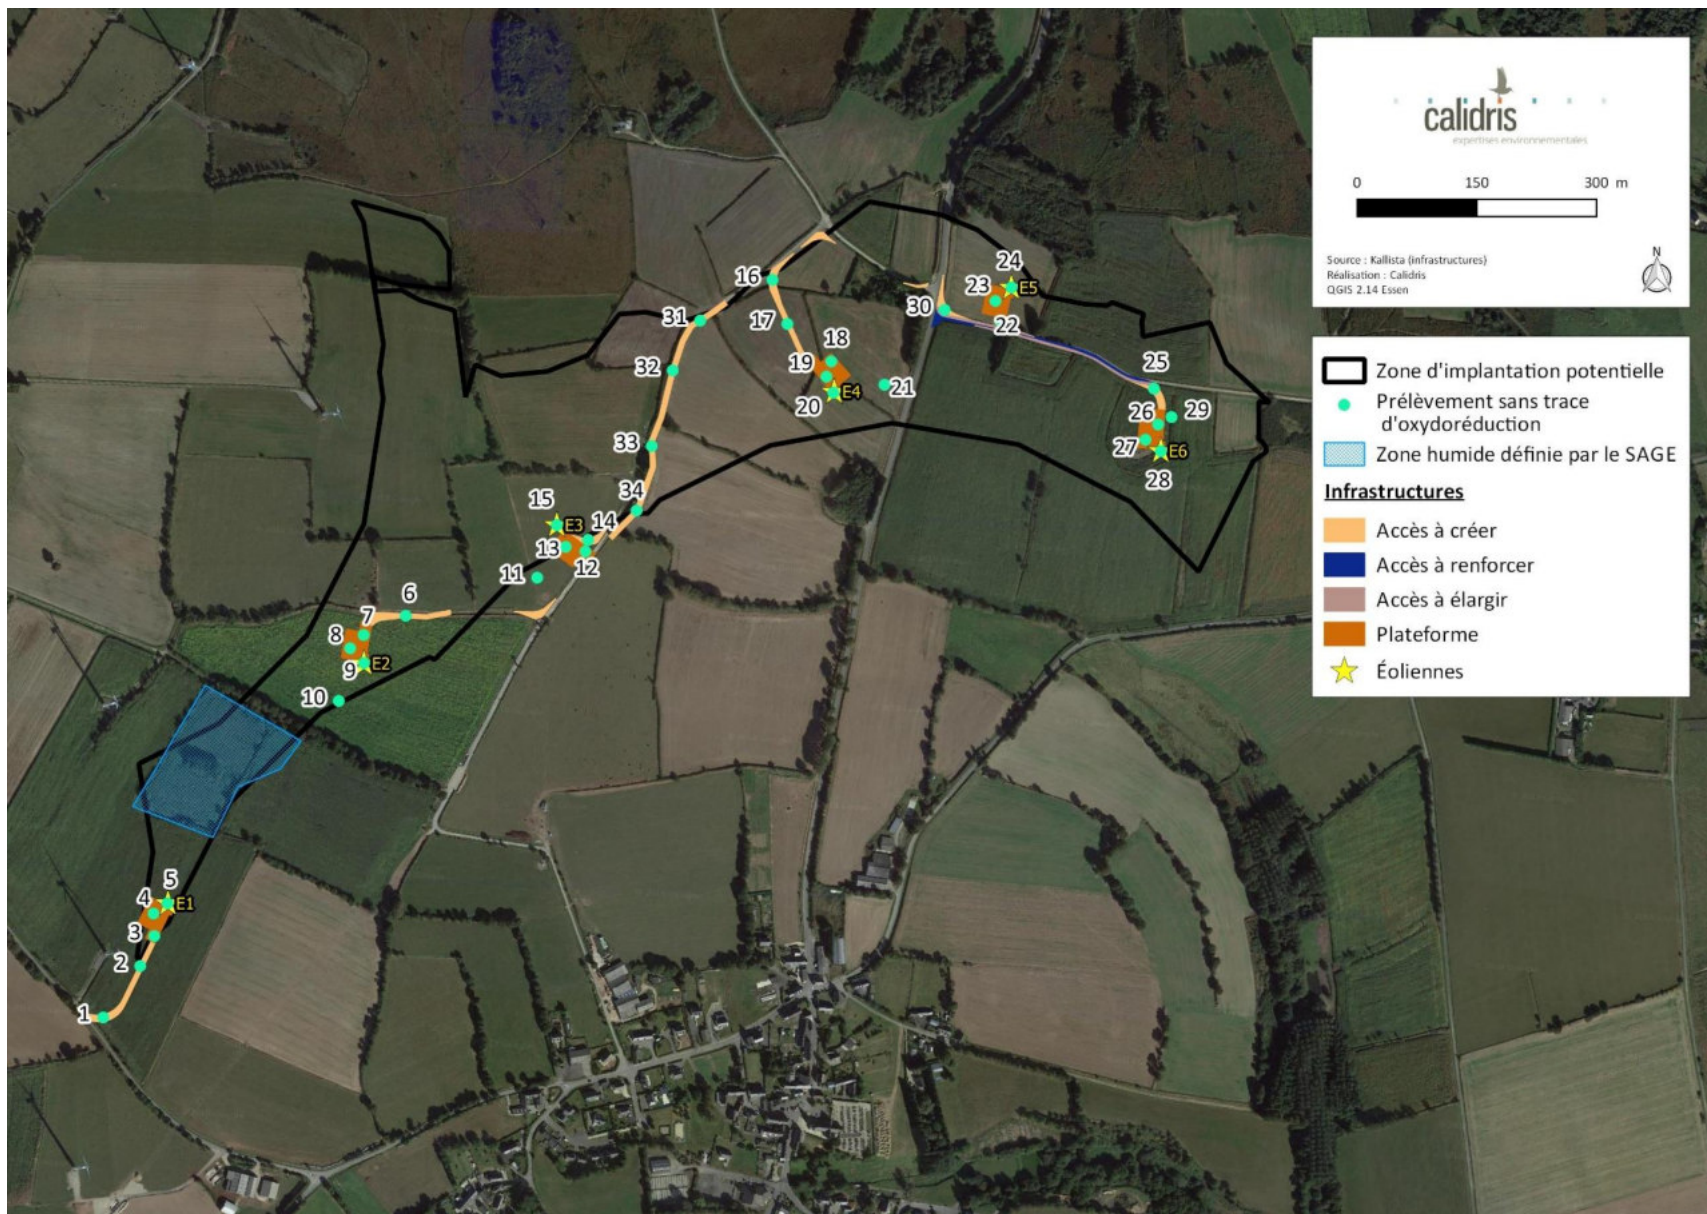 calidris
expertises environnementales
0 150 300 m
Source : Kallista (infrastructures)
Réalisation : Calidris
QGIS 2.14 Essen
N
Zone d'implantation potentielle
Prélèvement sans trace
d'oxydoréduction
Zone humide définie par le SAGE
Infrastructures
Accès à créer
Accès à renforcer
Accès à élargir
Plateforme
Éoliennes
24
16
23
E5
30
31
22
17
18
32
19
25
21
20
E4
26
29
33
27
E6
28
34
15
E3
14
13
12
11
6
7
8
9
E2
10
5
4
E1
3
2
1